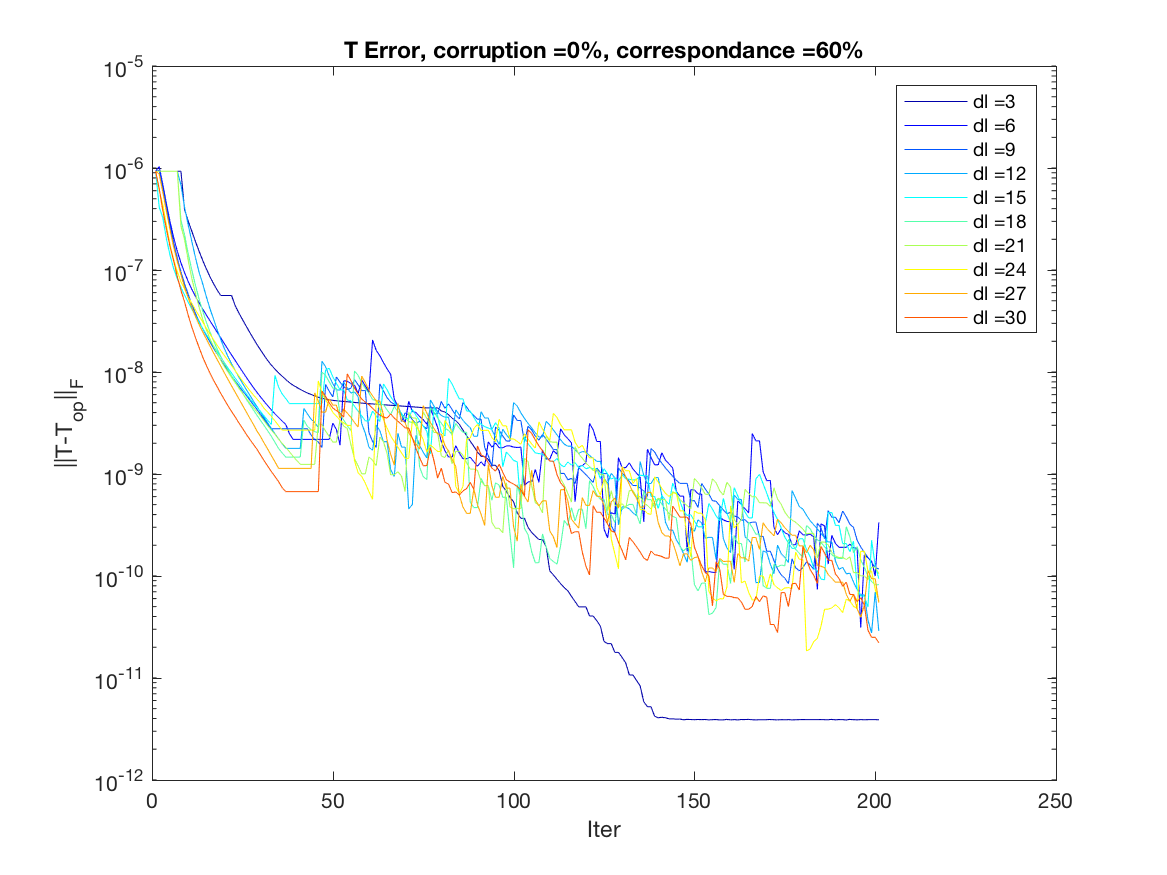 T Error, corruption =0%, correspondance =60%
10^-5
10^-6
10^-7
10^-8
10^-9
10^-10
10^-11
10^-12
||T-T_op||_F
0
50
100
150
200
250
Iter
dl =3
dl =6
dl =9
dl =12
dl =15
dl =18
dl =21
dl =24
dl =27
dl =30